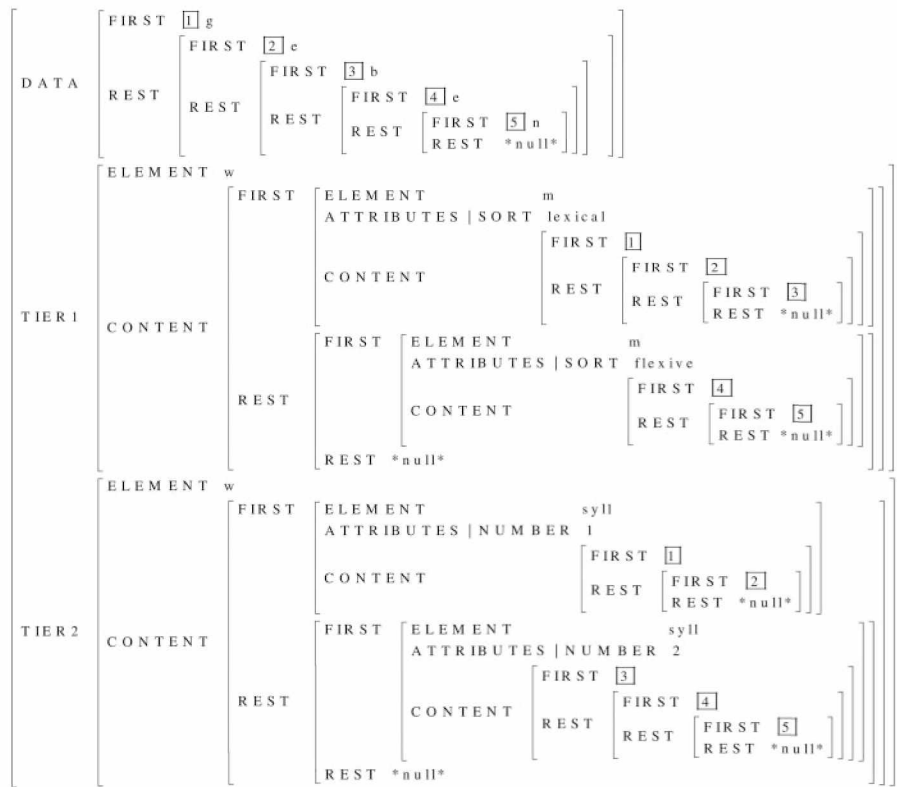 FIRST 1 g
FIRST 2 e
FIRST 3 b
DATA
REST
REST
REST
FIRST 4 e
REST
FIRST 5 n
REST *null*
ELEMENT w
FIRST ELEMENT m
ATTRIBUTES|SORT lexical
FIRST 1
CONTENT
REST
FIRST 2
REST
FIRST 3
REST *null*
TIER1
CONTENT
FIRST ELEMENT m
ATTRIBUTES|SORT flexive
REST
CONTENT
FIRST 4
REST
FIRST 5
REST *null*
REST *null*
ELEMENT w
FIRST ELEMENT syll
ATTRIBUTES|NUMBER 1
CONTENT
FIRST 1
REST
FIRST 2
REST *null*
TIER2
CONTENT
FIRST ELEMENT syll
ATTRIBUTES|NUMBER 2
REST
CONTENT
FIRST 3
REST
FIRST 4
REST
FIRST 5
REST *null*
REST *null*